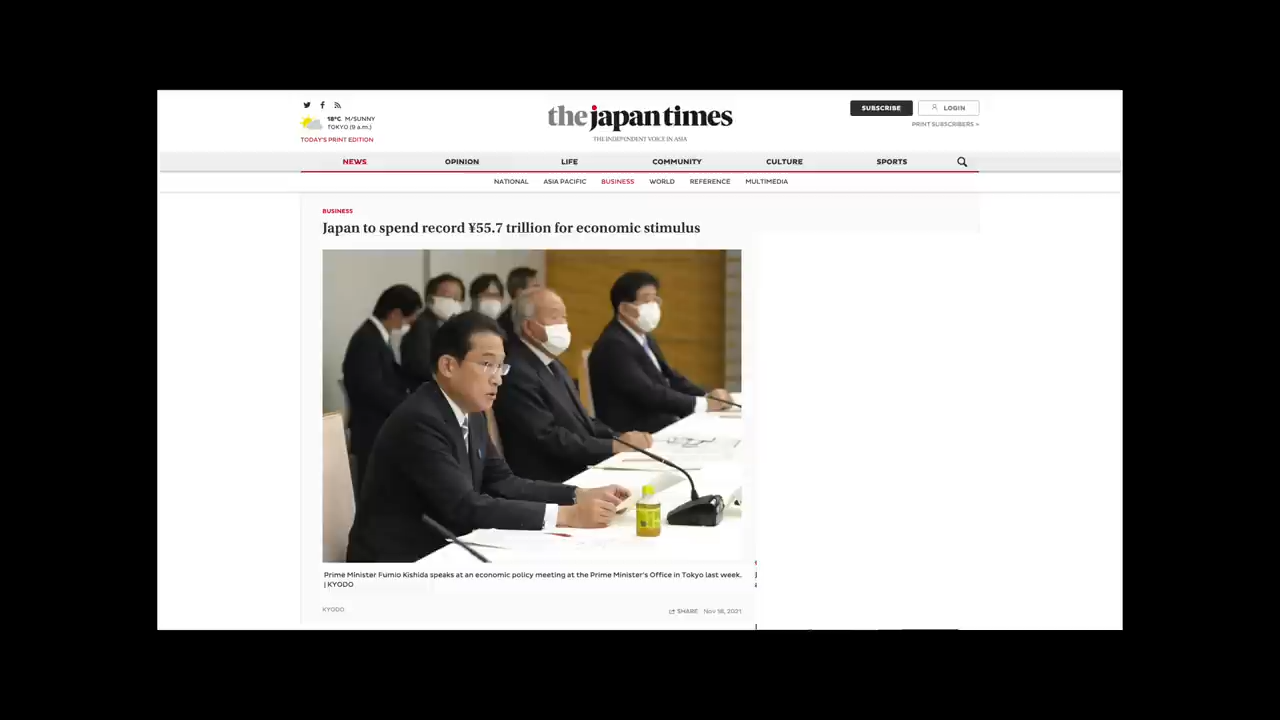 18°C M/SUNNY
TOKYO (9 a.m.)
TODAY'S PRINT EDITION
the japan times
THE INDEPENDENT VOICE IN ASIA
SUBSCRIBE
LOGIN
PRINT SUBSCRIBERS »
NEWS OPINION LIFE COMMUNITY CULTURE SPORTS
NATIONAL ASIA PACIFIC BUSINESS WORLD REFERENCE MULTIMEDIA
BUSINESS
Japan to spend record ¥55.7 trillion for economic stimulus
Prime Minister Fumio Kishida speaks at an economic policy meeting at the Prime Minister's Office in Tokyo last week.
| KYODO
KYODO
SHARE Nov 18, 2021